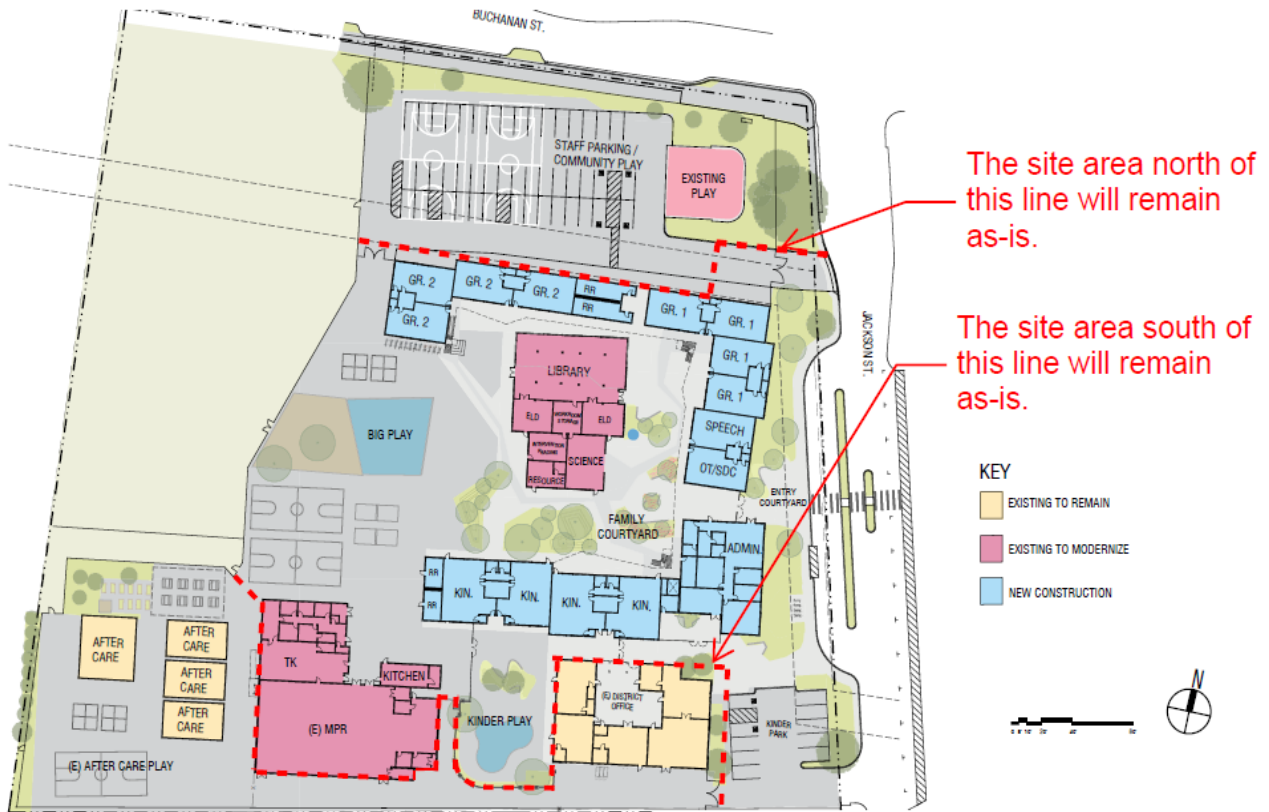 BUCHANAN ST.
STAFF PARKING /
COMMUNITY PLAY
EXISTING
PLAY
The site area north of
this line will remain
as-is.
GR. 2
GR. 2
GR. 2
GR. 2
RR
RR
GR. 1
GR. 1
GR. 1
GR. 1
JACKSON ST.
The site area south of
this line will remain
as-is.
LIBRARY
ELD
WORKROOM
STORAGE
ELD
INTERVENTION
READING
SCIENCE
RESOURCE
SPEECH
OT/SDC
BIG PLAY
ENTRY
COURTYARD
FAMILY
COURTYARD
ADMIN.
KEY
EXISTING TO REMAIN
EXISTING TO MODERNIZE
NEW CONSTRUCTION
RR
RR
KIN.
KIN.
KIN.
KIN.
AFTER
CARE
AFTER
CARE
AFTER
CARE
AFTER
CARE
TK
KITCHEN
(E) MPR
KINDER PLAY
(E) DISTRICT
OFFICE
KINDER
PARK
(E) AFTER CARE PLAY
N